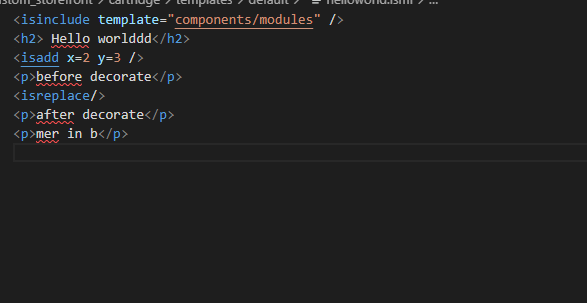 cartridge > templates > default > helloworld.isml > ...
<isinclude template="components/modules" />
<h2> Hello worlddd</h2>
<isadd x=2 y=3 />
<p>before decorate</p>
<isreplace/>
<p>after decorate</p>
<p>mer in b</p>